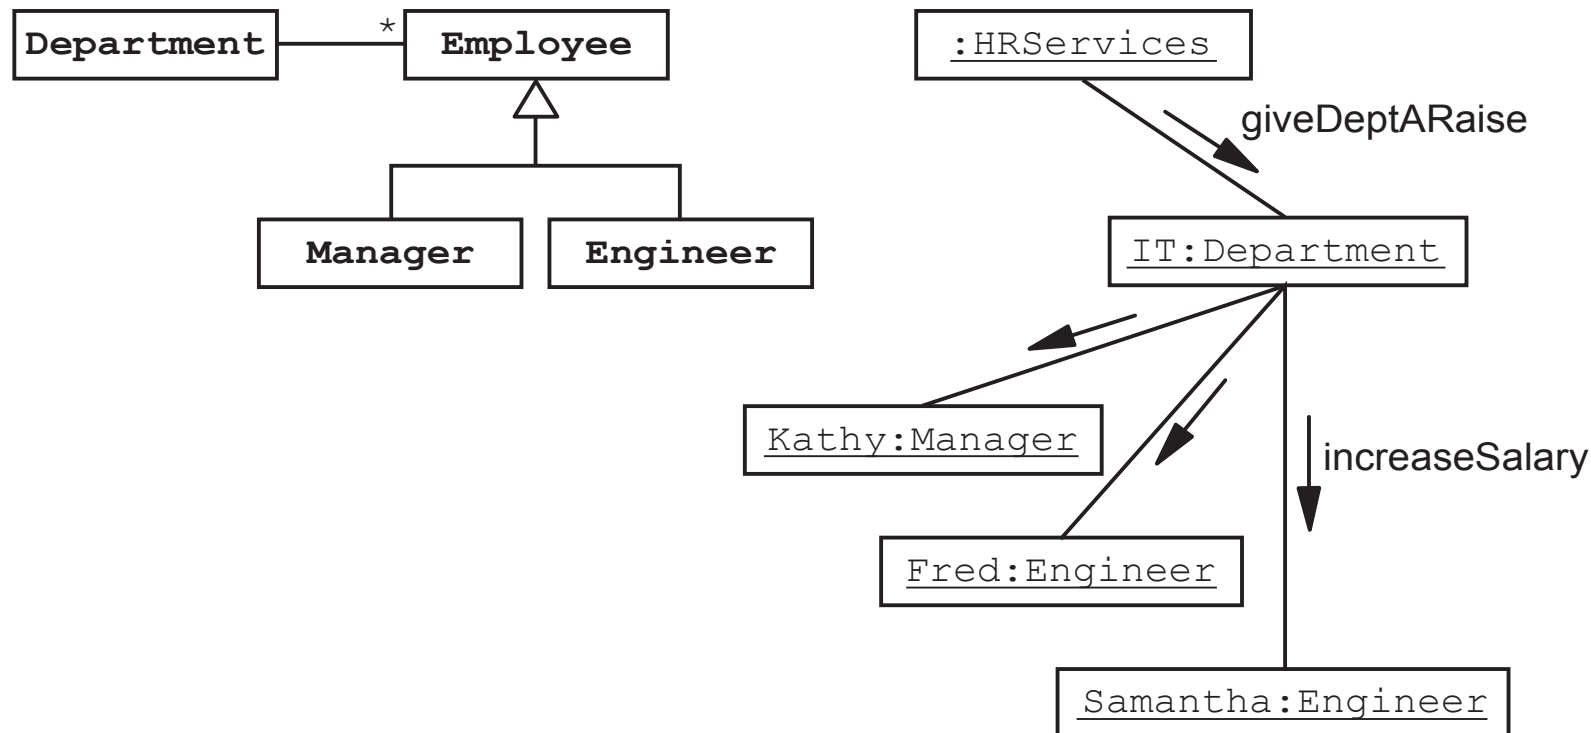 Department
*
Employee
Manager
Engineer
:HRServices
giveDeptARaise
IT:Department
Kathy:Manager
increaseSalary
Fred:Engineer
Samantha:Engineer